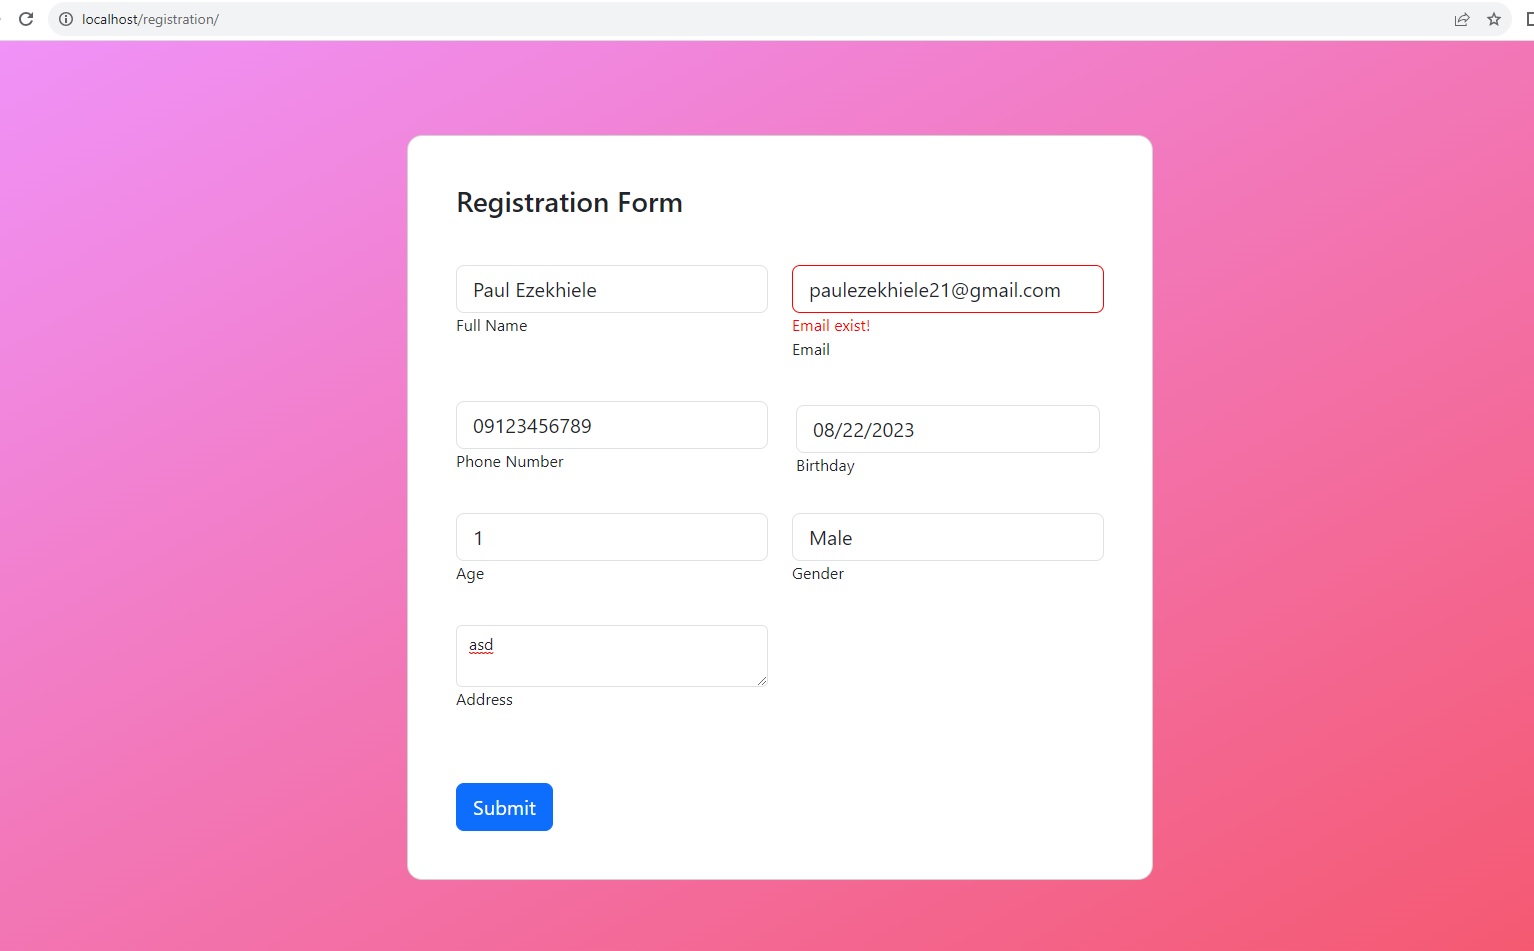 localhost/registration/
Registration Form
Paul Ezekhiele
paulezekhiele21@gmail.com
Full Name
Email exist!
Email
09123456789
08/22/2023
Phone Number
Birthday
1
Male
Age
Gender
asd
Address
Submit